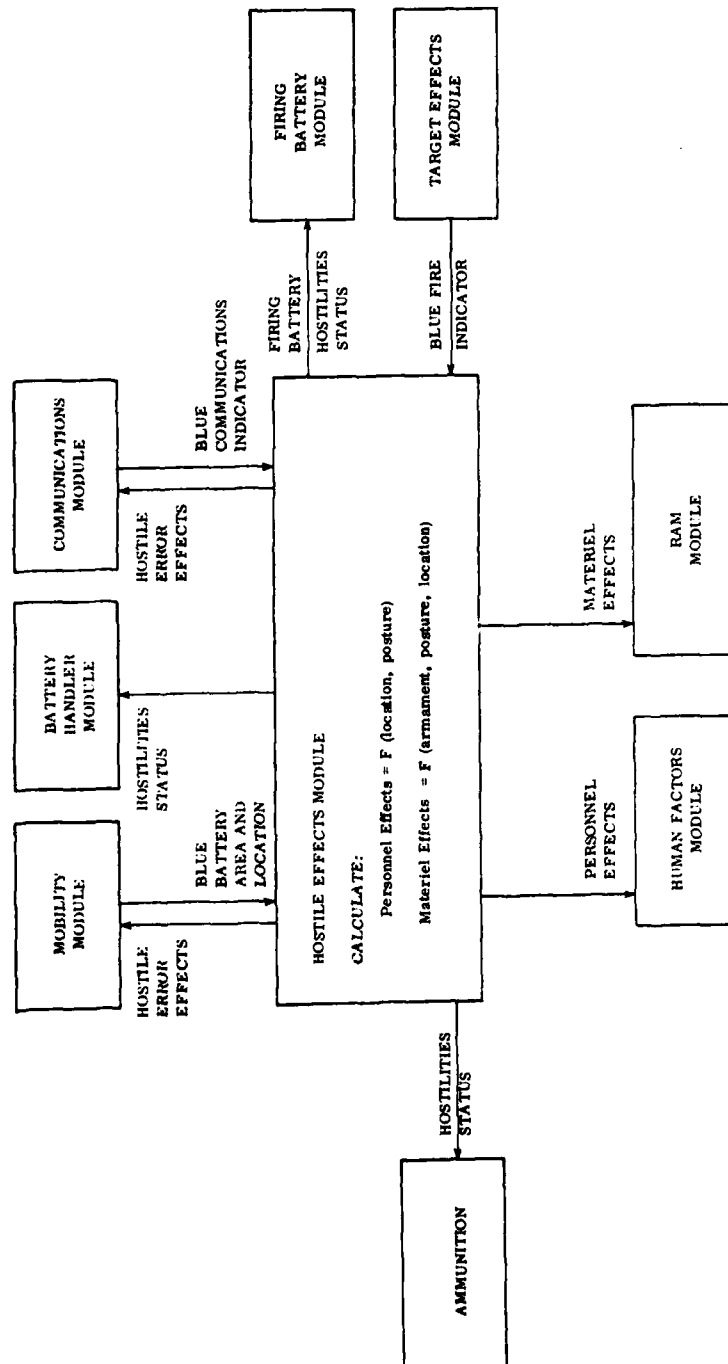 MOBILITY
MODULE
BATTERY
HANDLER
MODULE
COMMUNICATIONS
MODULE
HOSTILE
ERROR
EFFECTS
BLUE
BATTERY
AREA AND
LOCATION
HOSTILITIES
STATUS
HOSTILE
ERROR
EFFECTS
BLUE
COMMUNICATIONS
INDICATOR
FIRING
BATTERY
MODULE
FIRING
BATTERY
HOSTILITIES
STATUS
TARGET EFFECTS
MODULE
BLUE FIRE
INDICATOR
HOSTILE EFFECTS MODULE
CALCULATE:
Personnel Effects = F (location, posture)
Materiel Effects = F (armament, posture, location)
HOSTILITIES
STATUS
AMMUNITION
PERSONNEL
EFFECTS
MATERIEL
EFFECTS
HUMAN FACTORS
MODULE
RAM
MODULE